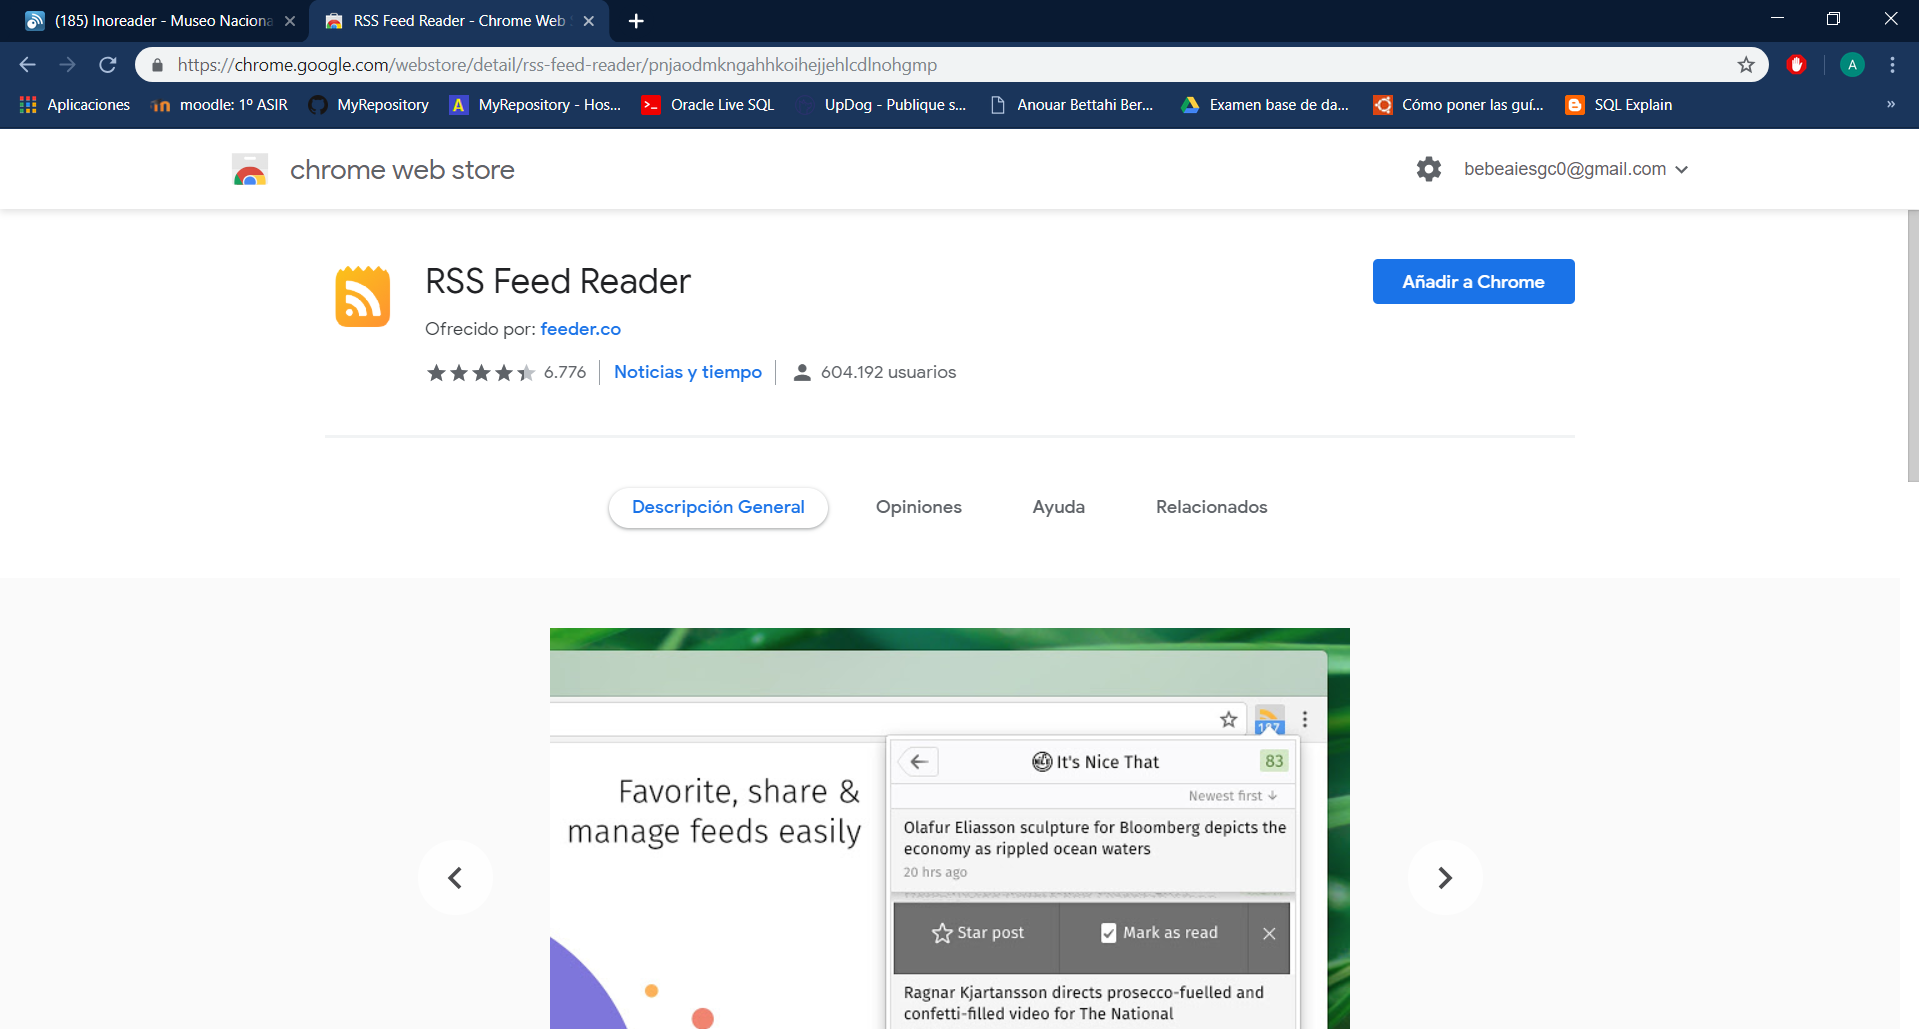 (185) Inoreader - Museo Naciona
RSS Feed Reader - Chrome Web
https://chrome.google.com/webstore/detail/rss-feed-reader/pnjaodmkngahhkoihejjehlcdlnohgmp
A
Aplicaciones
moodle: 1º ASIR
MyRepository
A
MyRepository - Hos...
Oracle Live SQL
UpDog - Publique s...
Anouar Bettahi Ber...
Examen base de da...
Cómo poner las guí...
SQL Explain
»
chrome web store
bebeaiesgc0@gmail.com
RSS Feed Reader
Añadir a Chrome
Ofrecido por: feeder.co
6.776
Noticias y tiempo
604.192 usuarios
Descripción General
Opiniones
Ayuda
Relacionados
187
Favorite, share &
manage feeds easily
It's Nice That
83
Newest first ↓
Olafur Eliasson sculpture for Bloomberg depicts the
economy as rippled ocean waters
20 hrs ago
Star post
Mark as read
Ragnar Kjartansson directs prosecco-fuelled and
confetti-filled video for The National